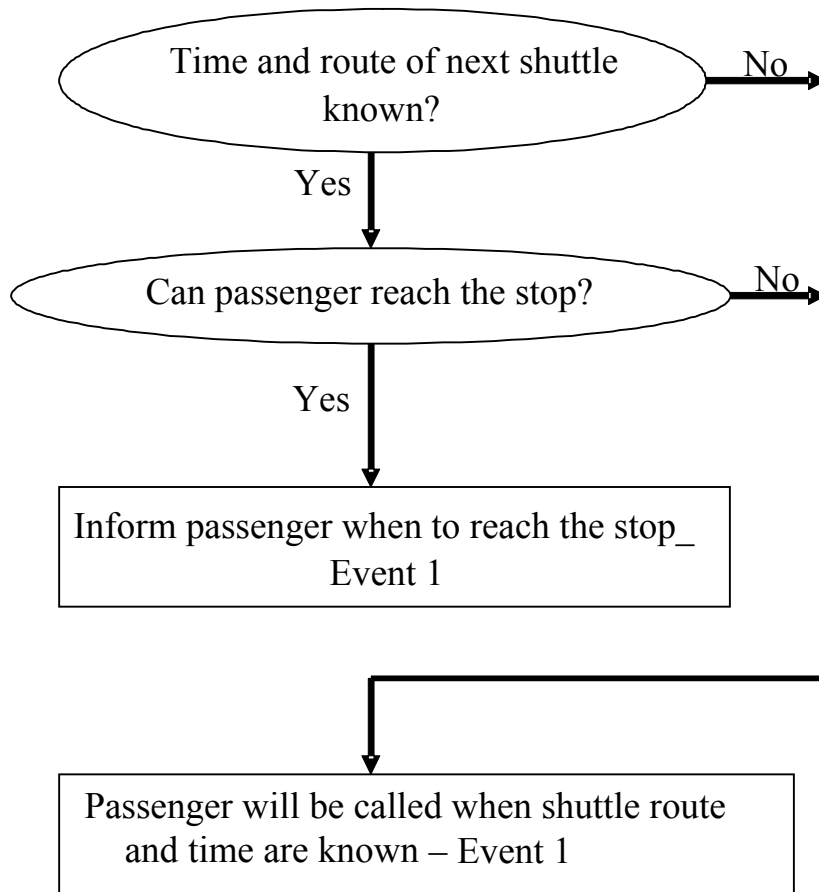 Time and route of next shuttle
known?
No
Yes
Can passenger reach the stop?
No
Yes
Inform passenger when to reach the stop_
Event 1
Passenger will be called when shuttle route
and time are known – Event 1